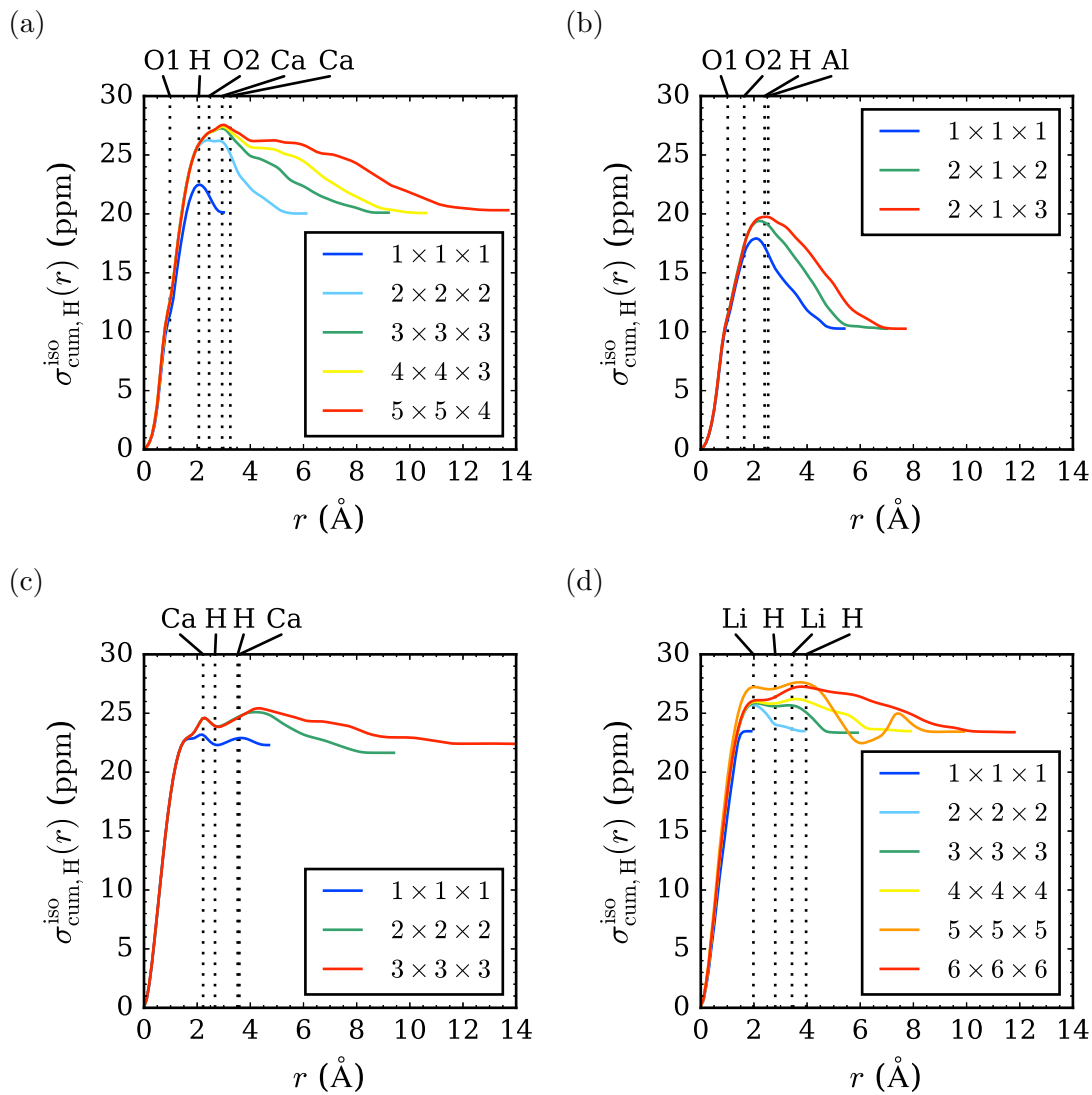 (a)
O1 H O2 Ca Ca
30
25
20
15
10
5
0
0 2 4 6 8 10 12 14
σ^iso_cum, H(r) (ppm)
r (Å)
1 × 1 × 1
2 × 2 × 2
3 × 3 × 3
4 × 4 × 3
5 × 5 × 4
(b)
O1 O2 H Al
30
25
20
15
10
5
0
0 2 4 6 8 10 12 14
σ^iso_cum, H(r) (ppm)
r (Å)
1 × 1 × 1
2 × 1 × 2
2 × 1 × 3
(c)
Ca H H Ca
30
25
20
15
10
5
0
0 2 4 6 8 10 12 14
σ^iso_cum, H(r) (ppm)
r (Å)
1 × 1 × 1
2 × 2 × 2
3 × 3 × 3
(d)
Li H Li H
30
25
20
15
10
5
0
0 2 4 6 8 10 12 14
σ^iso_cum, H(r) (ppm)
r (Å)
1 × 1 × 1
2 × 2 × 2
3 × 3 × 3
4 × 4 × 4
5 × 5 × 5
6 × 6 × 6